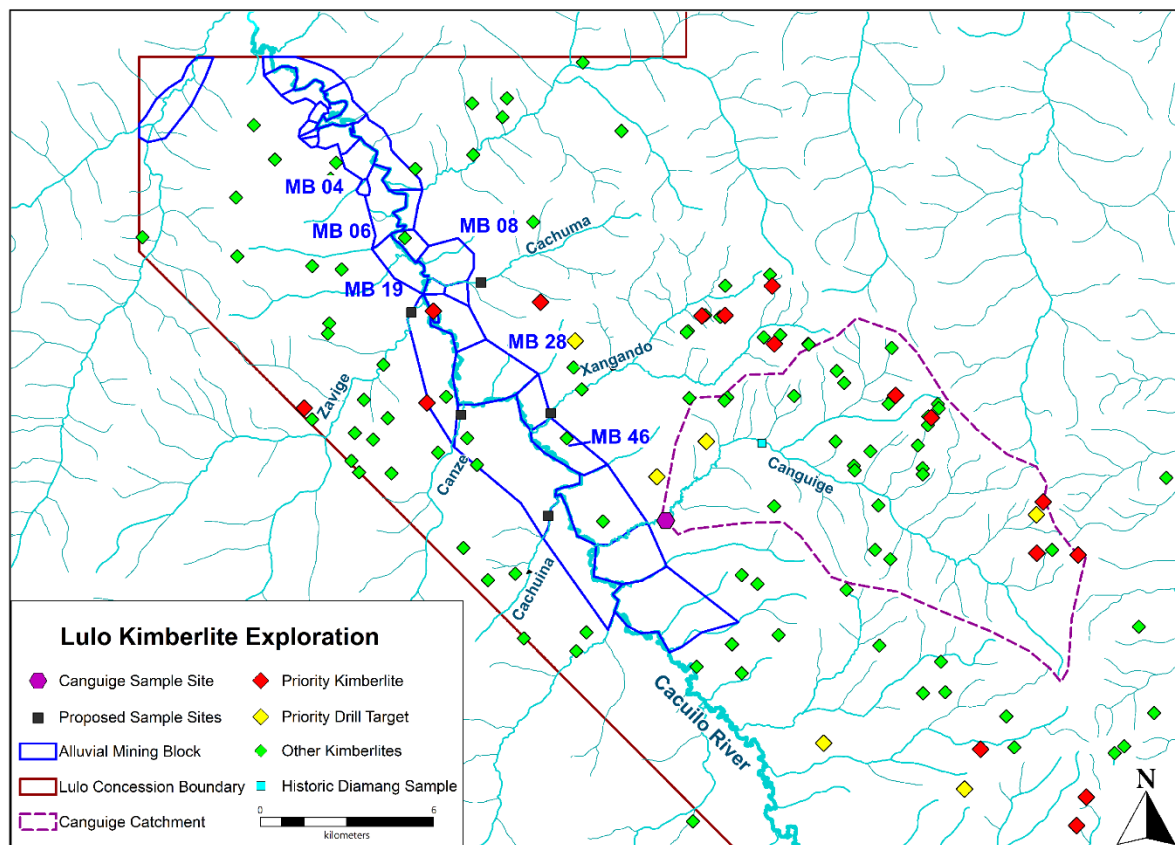 MB 04
MB 06
MB 08
Cachuma
MB 19
MB 28
Xangando
Zavige
MB 46
Canze
Canguige
Cachuina
Cacuilo River
Lulo Kimberlite Exploration
Canguige Sample Site
Priority Kimberlite
Proposed Sample Sites
Priority Drill Target
Alluvial Mining Block
Other Kimberlites
Lulo Concession Boundary
Historic Diamang Sample
Canguige Catchment
0 6
kilometers
N